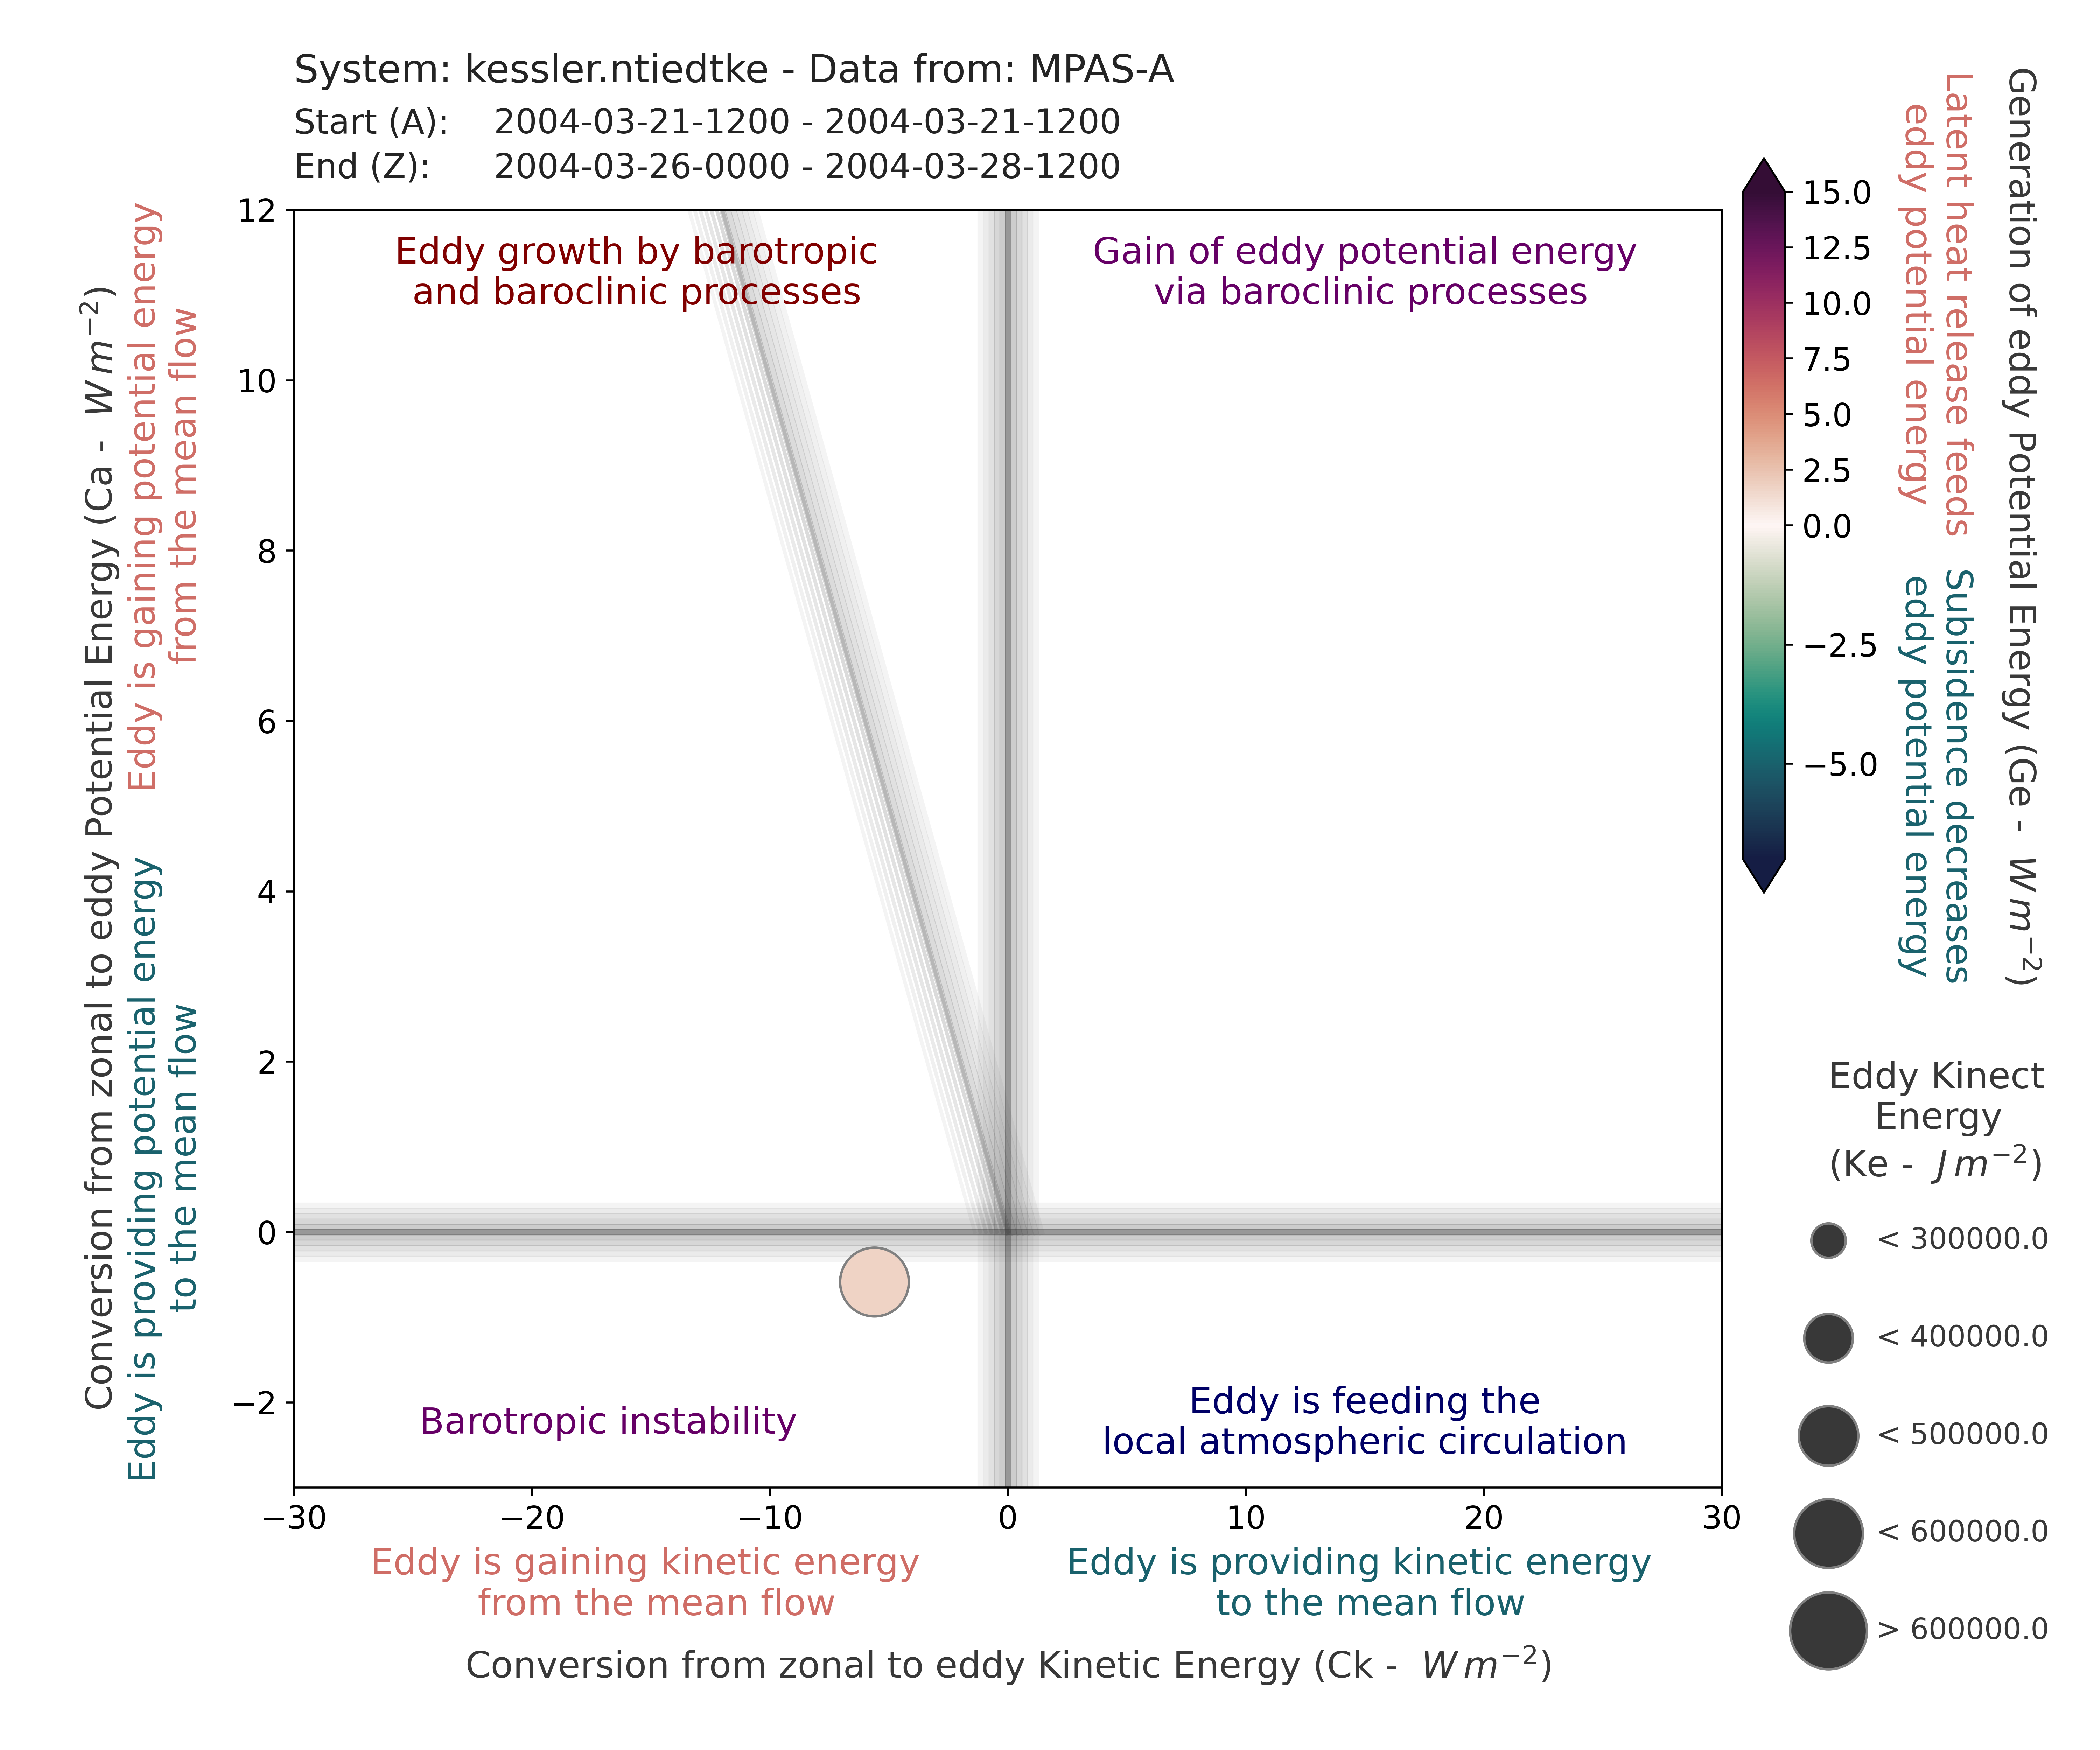 System: kessler.ntiedtke - Data from: MPAS-A
Start (A): 2004-03-21-1200 - 2004-03-21-1200
End (Z): 2004-03-26-0000 - 2004-03-28-1200
Conversion from zonal to eddy Potential Energy (Ca - W m⁻²)
Eddy is gaining potential energy
from the mean flow
Eddy is providing potential energy
to the mean flow
12
10
8
6
4
2
0
−2
Eddy growth by barotropic
and baroclinic processes
Gain of eddy potential energy
via baroclinic processes
Barotropic instability
Eddy is feeding the
local atmospheric circulation
−30 −20 −10 0 10 20 30
Eddy is gaining kinetic energy
from the mean flow
Eddy is providing kinetic energy
to the mean flow
Conversion from zonal to eddy Kinetic Energy (Ck - W m⁻²)
15.0
12.5
10.0
7.5
5.0
2.5
0.0
−2.5
−5.0
Latent heat release feeds
eddy potential energy
Subisidence decreases
eddy potential energy
Generation of eddy Potential Energy (Ge - W m⁻²)
Eddy Kinect
Energy
(Ke - J m⁻²)
< 300000.0
< 400000.0
< 500000.0
< 600000.0
> 600000.0